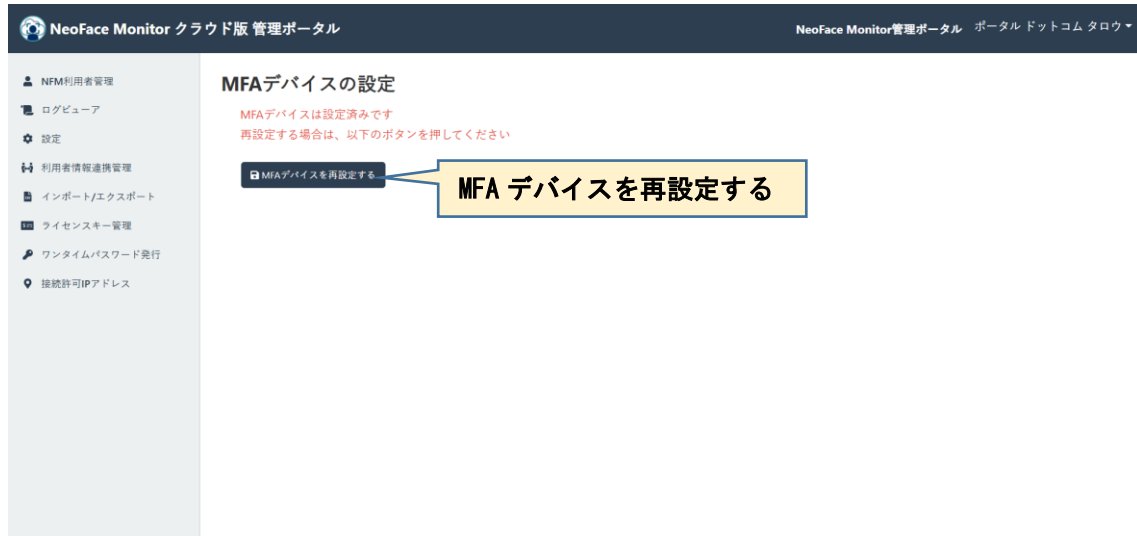 NeoFace Monitor クラウド版 管理ポータル
NeoFace Monitor管理ポータル ポータル ドットコム タロウ
NFM利用者管理
ログビューア
設定
利用者情報連携管理
インポート/エクスポート
ライセンスキー管理
ワンタイムパスワード発行
接続許可IPアドレス
MFAデバイスの設定
MFAデバイスは設定済みです
再設定する場合は、以下のボタンを押してください
MFAデバイスを再設定する
MFA デバイスを再設定する